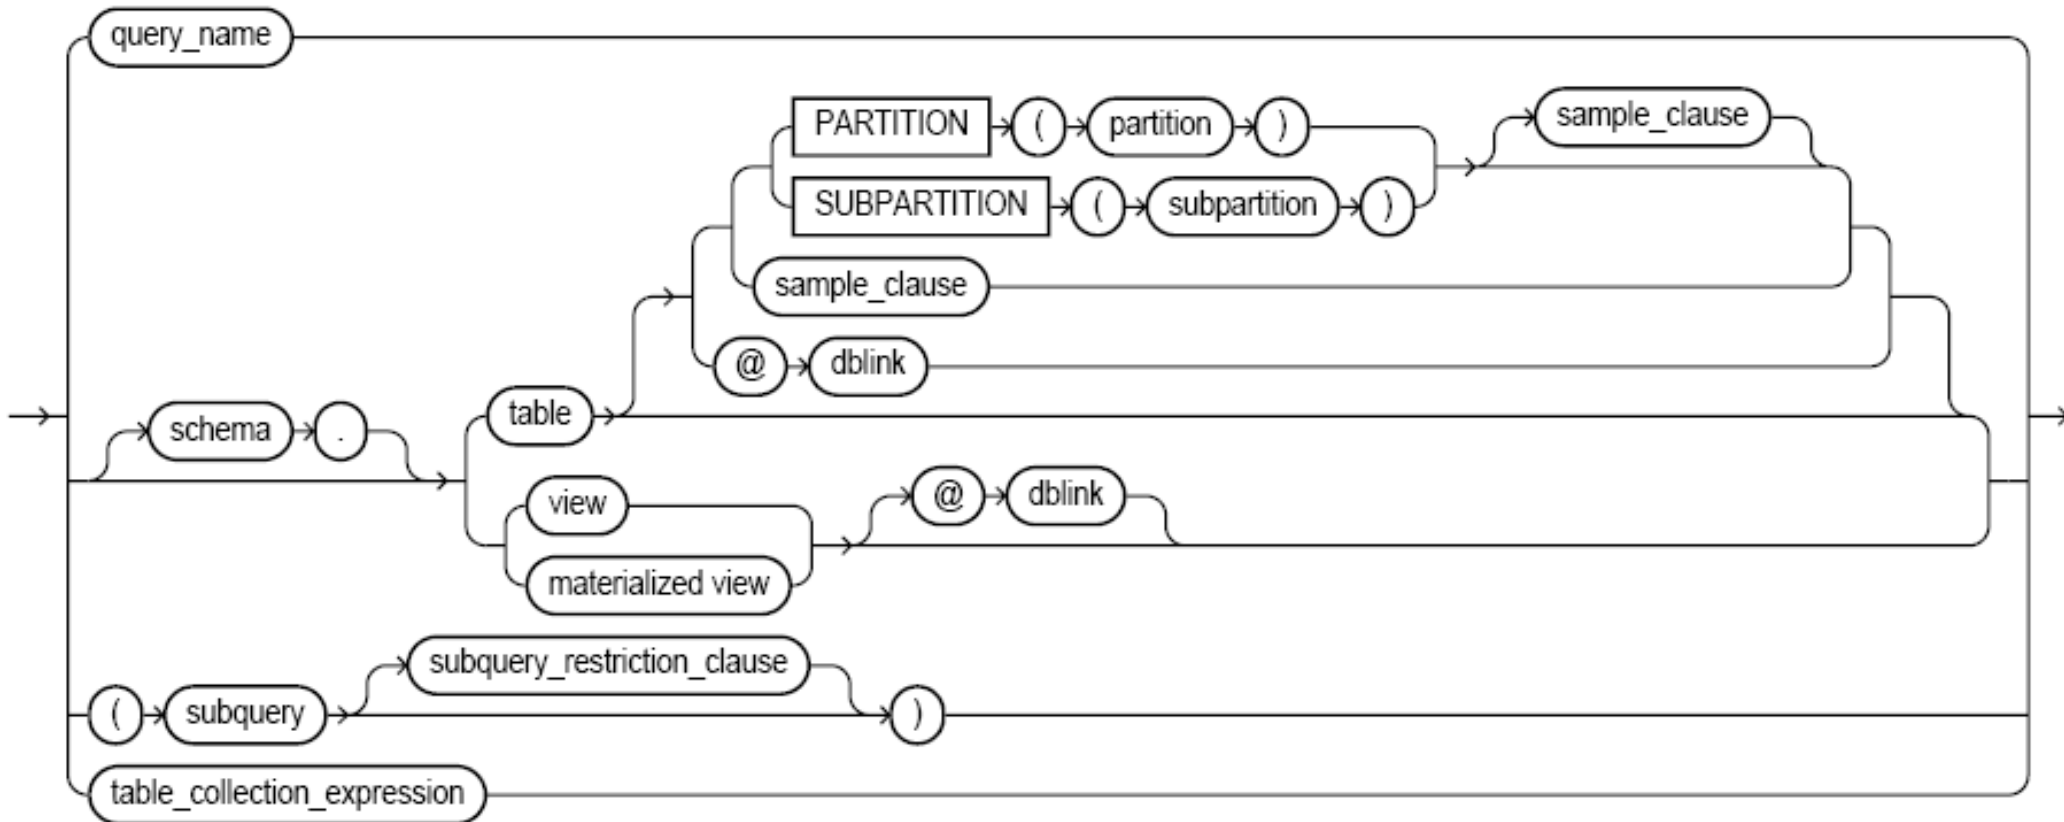 query_name
PARTITION ( partition ) sample_clause
SUBPARTITION ( subpartition )
sample_clause
@ dblink
table
schema .
view @ dblink
materialized view
subquery_restriction_clause
( subquery )
table_collection_expression